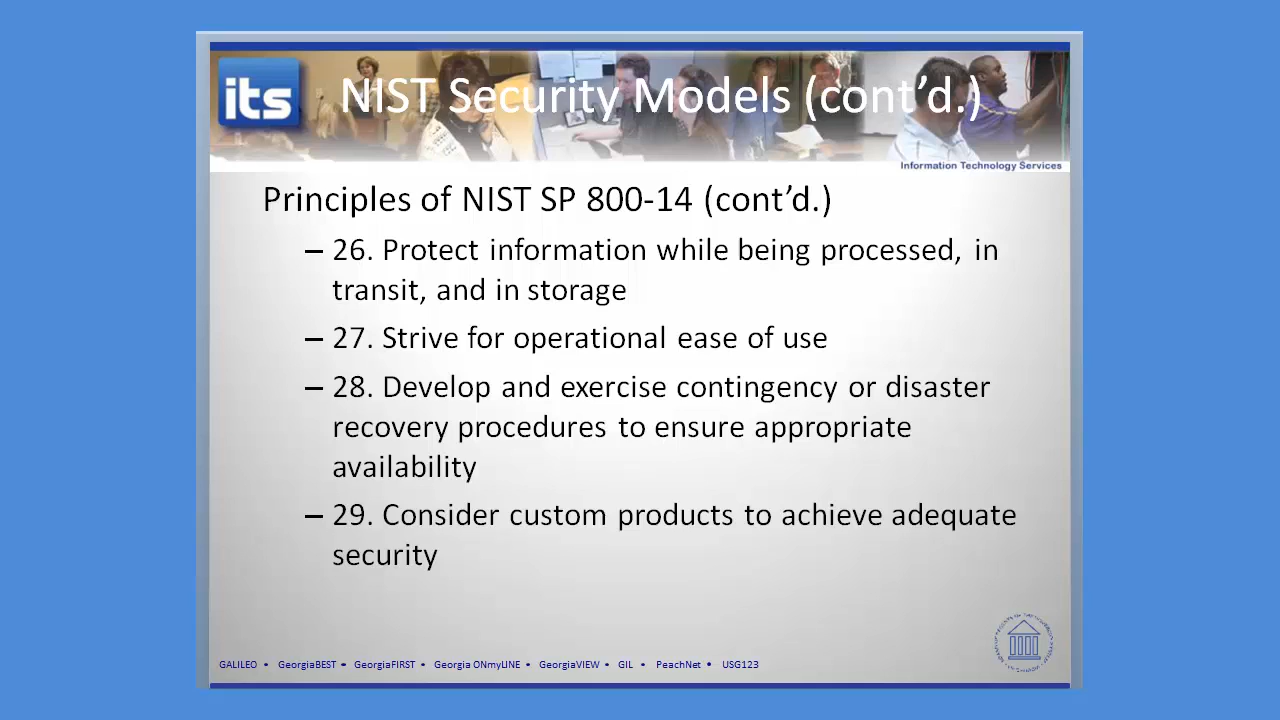 its
NIST Security Models (cont’d.)
Information Technology Services
Principles of NIST SP 800-14 (cont’d.)
– 26. Protect information while being processed, in
transit, and in storage
– 27. Strive for operational ease of use
– 28. Develop and exercise contingency or disaster
recovery procedures to ensure appropriate
availability
– 29. Consider custom products to achieve adequate
security
GALILEO • GeorgiaBEST • GeorgiaFIRST • Georgia ONmyLINE • GeorgiaVIEW • GIL • PeachNet • USG123